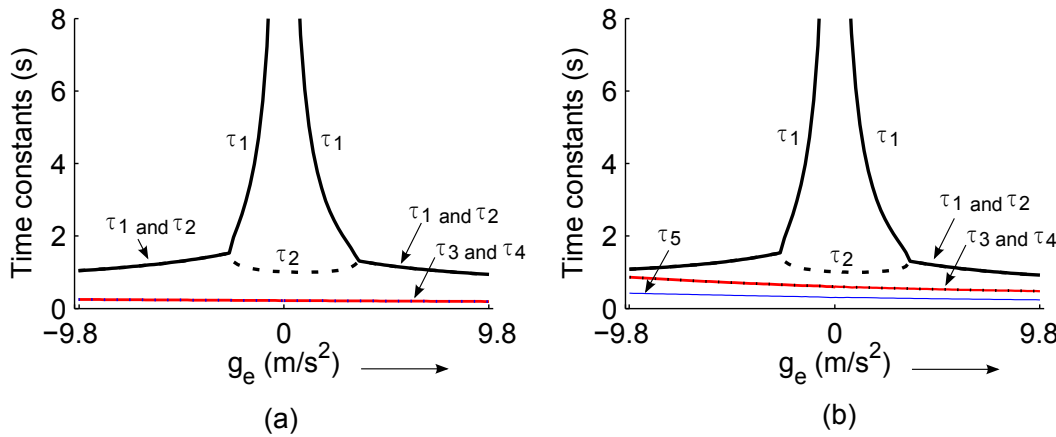 8
6
4
2
0
Time constants (s)
τ1
τ1
τ1 and τ2
τ2
τ1 and τ2
τ3 and τ4
−9.8
0
9.8
ge (m/s2)
(a)
8
6
4
2
0
Time constants (s)
τ1
τ1
τ5
τ2
τ1 and τ2
τ3 and τ4
−9.8
0
9.8
ge (m/s2)
(b)